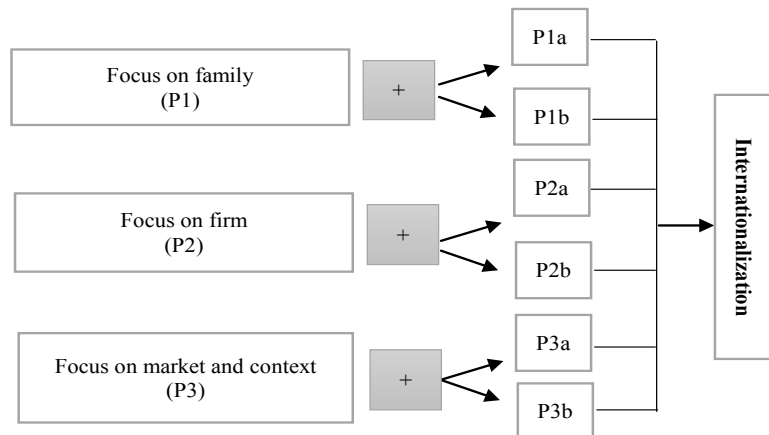 P1a
Focus on family
(P1)
+
P1b
P2a
Focus on firm
(P2)
+
P2b
P3a
Focus on market and context
(P3)
+
P3b
Internationalization